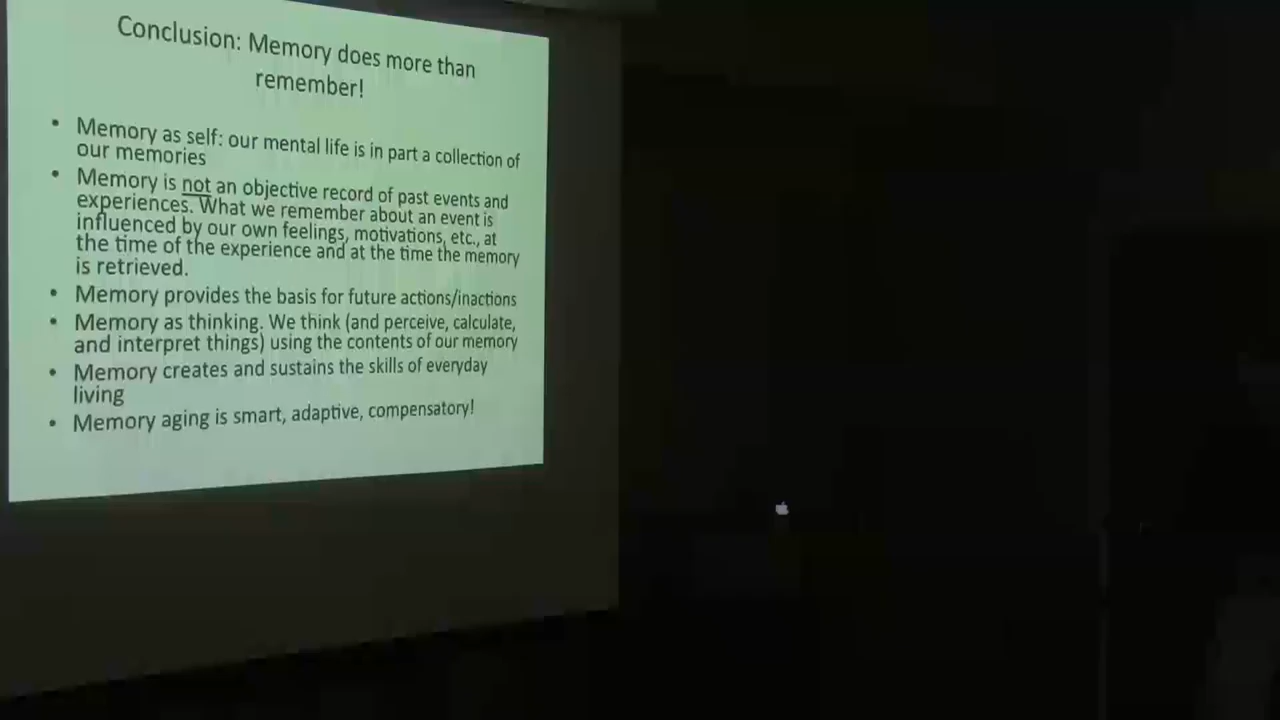 Conclusion: Memory does more than
remember!
• Memory as self: our mental life is in part a collection of
our memories
• Memory is not an objective record of past events and
experiences. What we remember about an event is
influenced by our own feelings, motivations, etc., at
the time of the experience and at the time the memory
is retrieved.
• Memory provides the basis for future actions/inactions
• Memory as thinking. We think (and perceive, calculate,
and interpret things) using the contents of our memory
• Memory creates and sustains the skills of everyday
living
• Memory aging is smart, adaptive, compensatory!